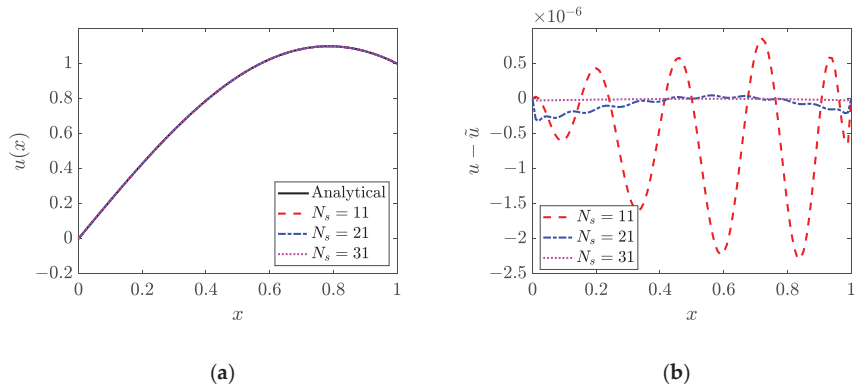 1
0.8
0.6
0.4
0.2
0
−0.2
u(x)
0 0.2 0.4 0.6 0.8 1
x
Analytical
N_s = 11
N_s = 21
N_s = 31
(a)
×10^−6
0.5
0
−0.5
−1
−1.5
−2
−2.5
u − ũ
0 0.2 0.4 0.6 0.8 1
x
N_s = 11
N_s = 21
N_s = 31
(b)